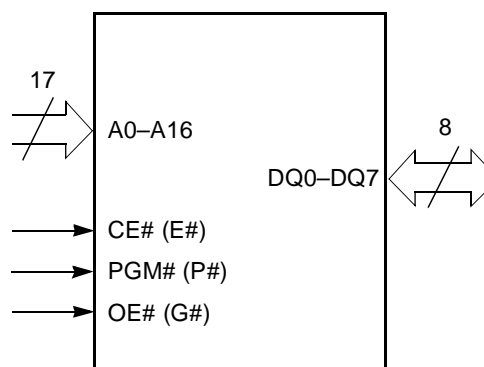 17
A0–A16
8
DQ0–DQ7
CE# (E#)
PGM# (P#)
OE# (G#)